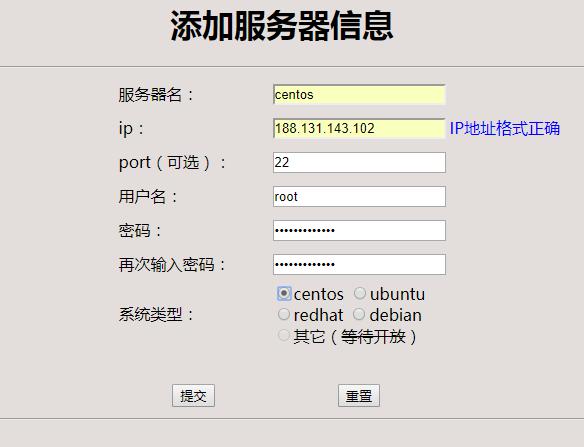 添加服务器信息
服务器名： centos
ip： 188.131.143.102 IP地址格式正确
port（可选）： 22
用户名： root
密码： •••••••••••••
再次输入密码： •••••••••••••
centos ubuntu
系统类型： redhat debian
其它（等待开放）
提交 重置